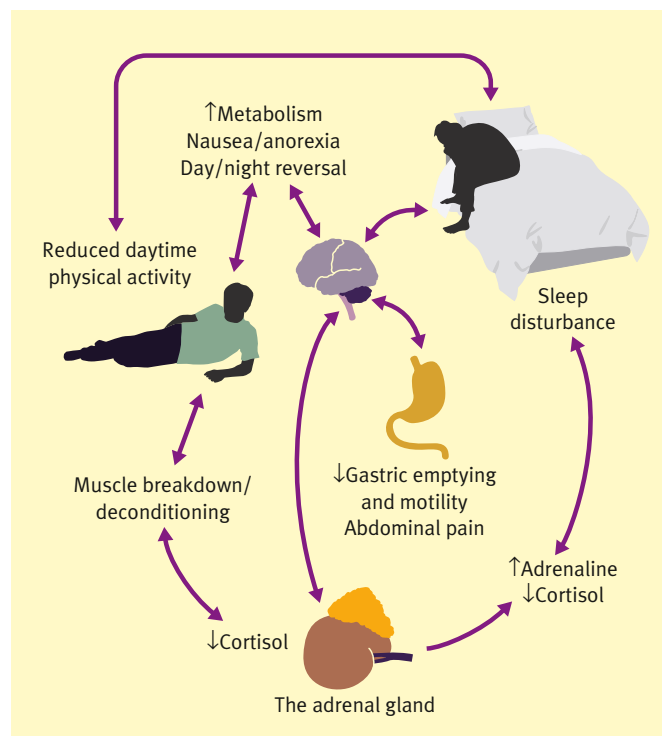 ↑Metabolism
Nausea/anorexia
Day/night reversal
Reduced daytime
physical activity
Sleep
disturbance
↓Gastric emptying
and motility
Abdominal pain
Muscle breakdown/
deconditioning
↑Adrenaline
↓Cortisol
↓Cortisol
The adrenal gland